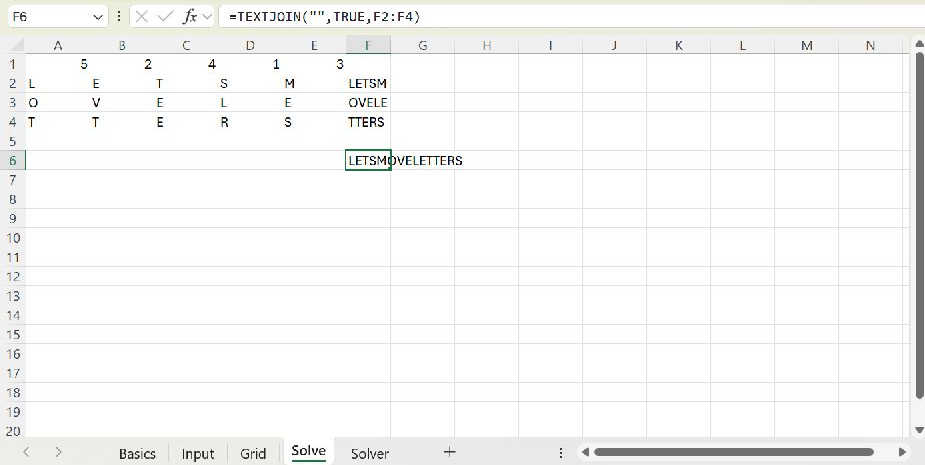 F6 fx =TEXTJOIN("",TRUE,F2:F4)
A B C D E F G H I J K L M N
1 5 2 4 1 3
2 L E T S M LETSM
3 O V E L E OVELE
4 T T E R S TTERS
5
6 LETSMOVELETTERS
7
8
9
10
11
12
13
14
15
16
17
18
19
20
Basics Input Grid Solve Solver +